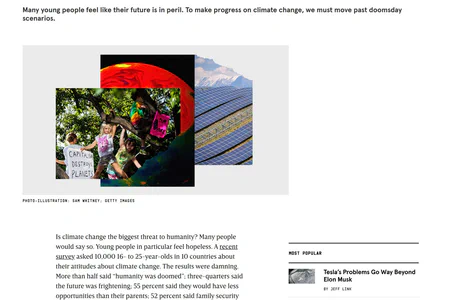 Many young people feel like their future is in peril. To make progress on climate change, we must move past doomsday
scenarios.
CAPITALISM
DESTROYS
PLANETS
PHOTO-ILLUSTRATION: SAM WHITNEY, GETTY IMAGES
Is climate change the biggest threat to humanity? Many people
would say so. Young people in particular feel hopeless. A recent
survey asked 10,000 16- to 25-year-olds in 10 countries about
their attitudes about climate change. The results were damning.
More than half said "humanity was doomed"; three-quarters said
the future was frightening; 55 percent said they would have less
opportunities than their parents; 52 percent said family security
MOST POPULAR
Tesla's Problems Go Way Beyond
Elon Musk
BY JEFF LINK